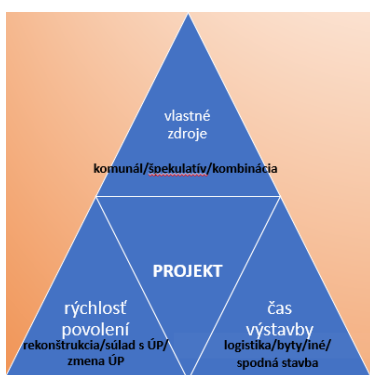 vlastné
zdroje
komunál/špekulatív/kombinácia
PROJEKT
rýchlosť
povolení
rekonštrukcia/súlad s ÚP/
zmena ÚP
čas
výstavby
logistika/byty/iné/
spodná stavba